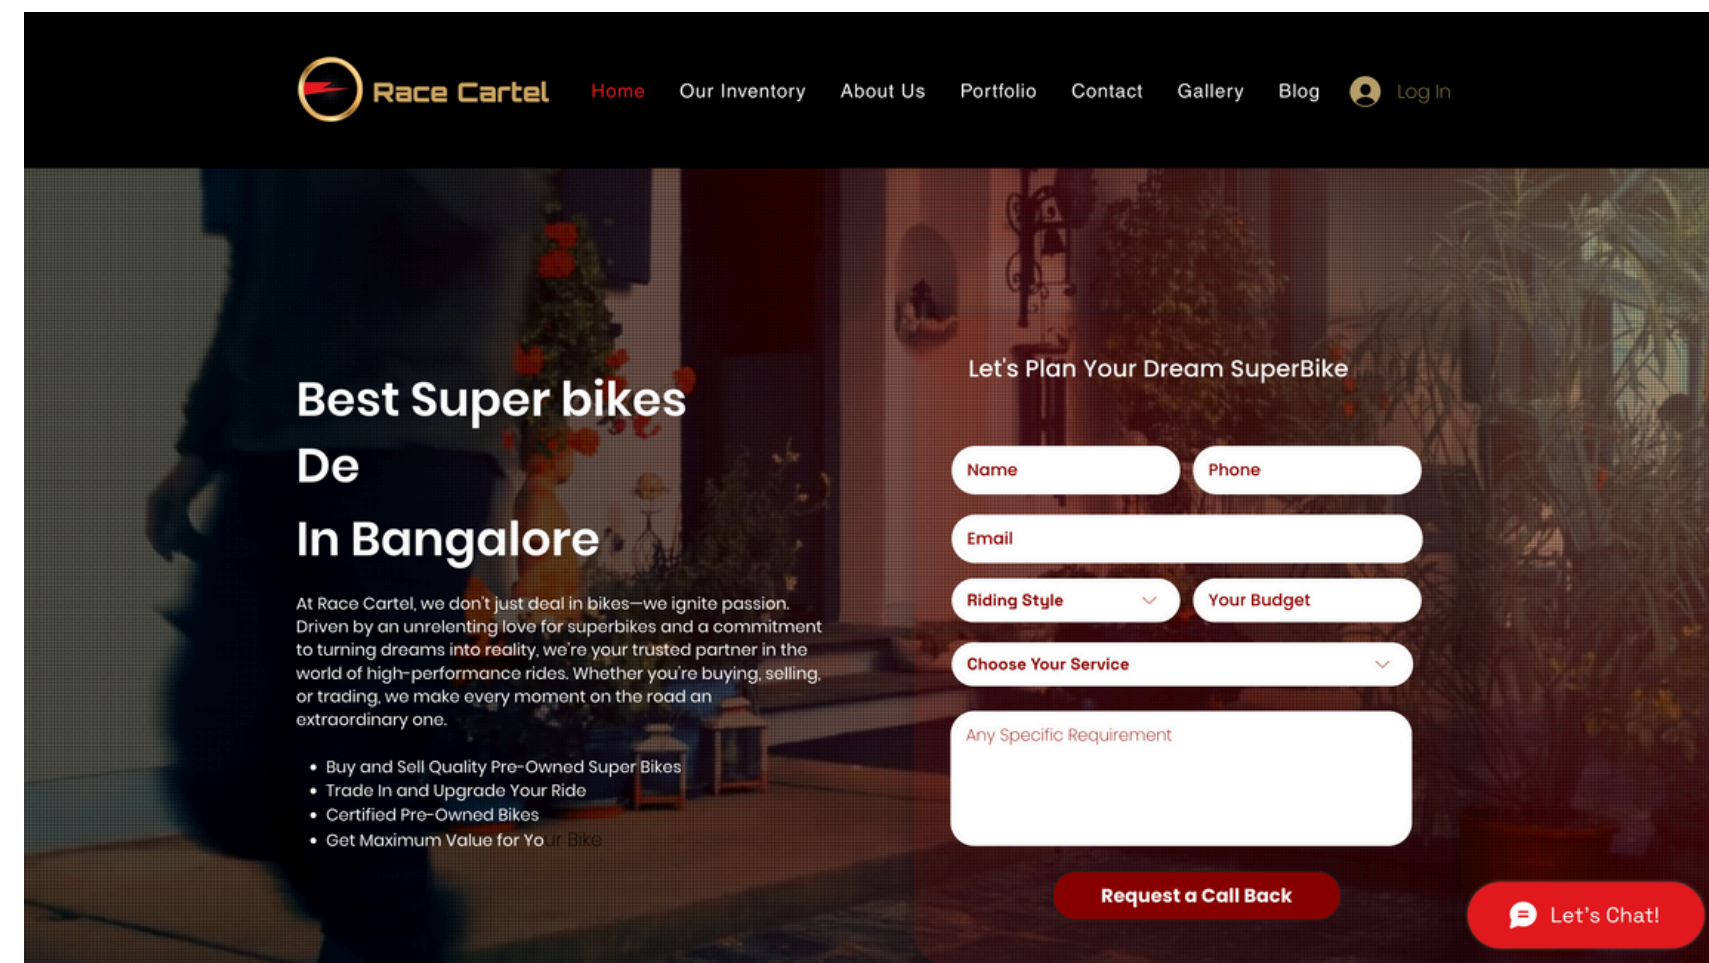 Race Cartel
Home
Our Inventory
About Us
Portfolio
Contact
Gallery
Blog
Log In
Best Super bikes
De
In Bangalore
At Race Cartel, we don't just deal in bikes—we ignite passion.
Driven by an unrelenting love for superbikes and a commitment
to turning dreams into reality, we're your trusted partner in the
world of high-performance rides. Whether you're buying, selling,
or trading, we make every moment on the road an
extraordinary one.
• Buy and Sell Quality Pre-Owned Super Bikes
• Trade In and Upgrade Your Ride
• Certified Pre-Owned Bikes
• Get Maximum Value for Your Bike
Let's Plan Your Dream SuperBike
Name
Phone
Email
Riding Style
Your Budget
Choose Your Service
Any Specific Requirement
Request a Call Back
Let's Chat!